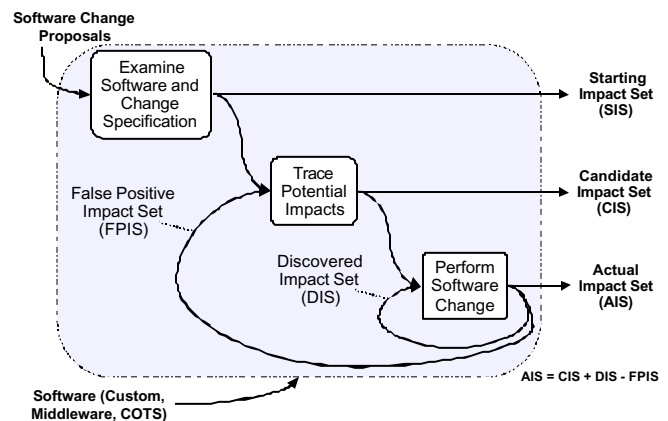 Software Change
Proposals
Examine
Software and
Change
Specification
Starting
Impact Set
(SIS)
Trace
Potential
Impacts
Candidate
Impact Set
(CIS)
False Positive
Impact Set
(FPIS)
Discovered
Impact Set
(DIS)
Perform
Software
Change
Actual
Impact Set
(AIS)
AIS = CIS + DIS - FPIS
Software (Custom,
Middleware, COTS)